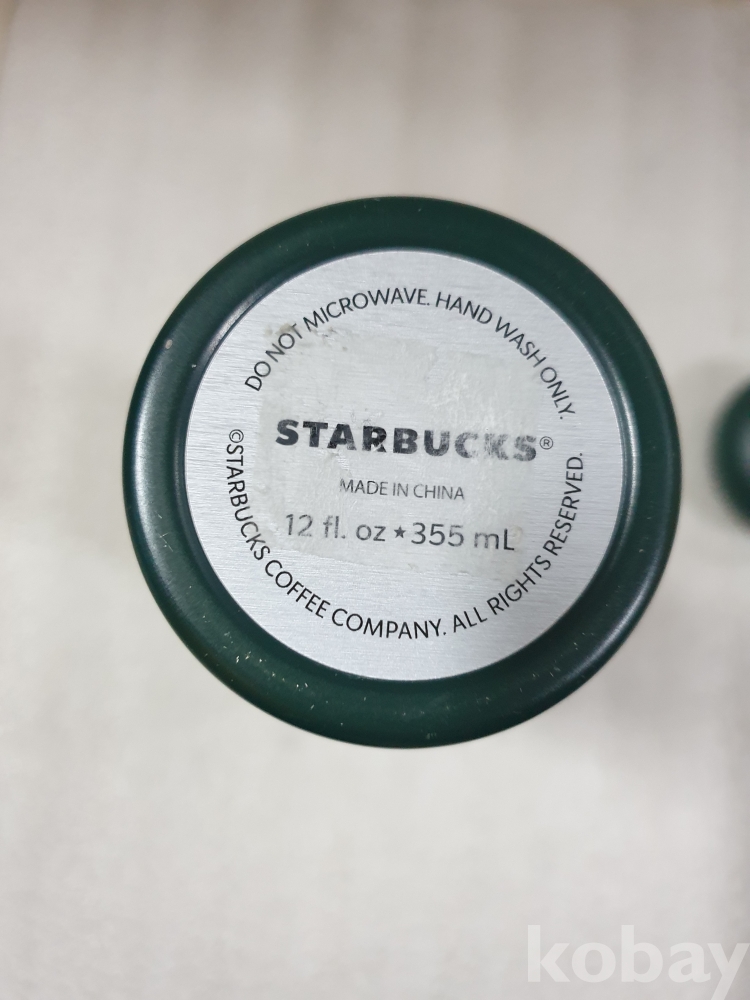 DO NOT MICROWAVE. HAND WASH ONLY.
STARBUCKS®
MADE IN CHINA
12 fl. oz ★ 355 mL
©STARBUCKS COFFEE COMPANY. ALL RIGHTS RESERVED.
kobay